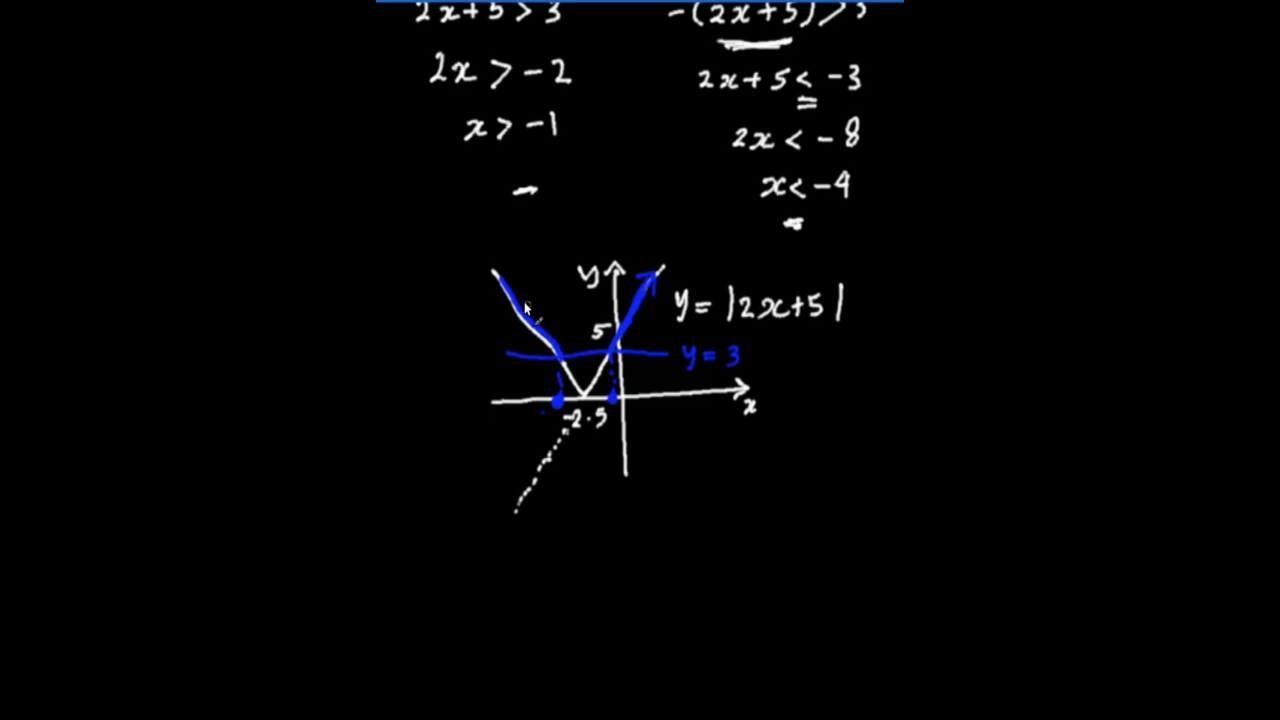 2x+5>3
-(2x+5)>3
2x>-2
2x+5<-3
x>-1
2x<-8
x<-4
y
y=|2x+5|
5
y=3
-2.5
x